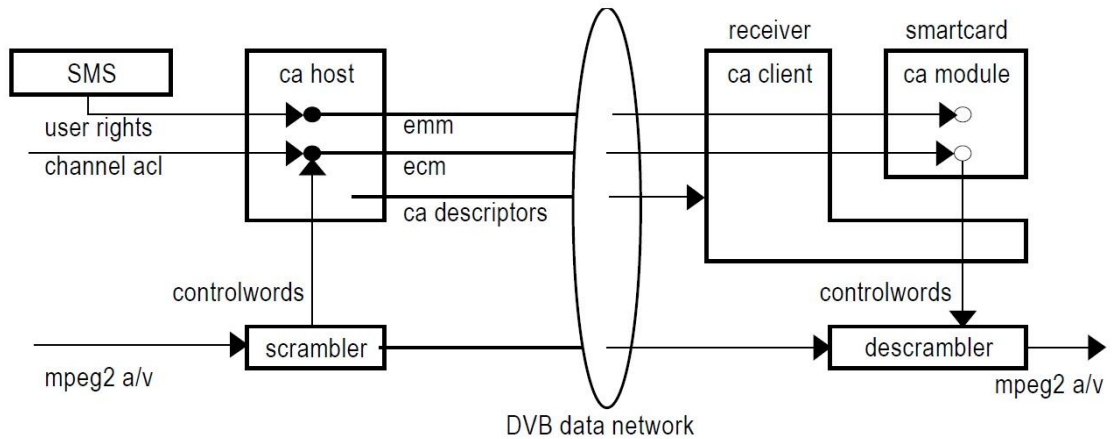 receiver
smartcard
SMS
ca host
ca client
ca module
user rights
emm
channel acl
ecm
ca descriptors
controlwords
controlwords
scrambler
descrambler
mpeg2 a/v
mpeg2 a/v
DVB data network